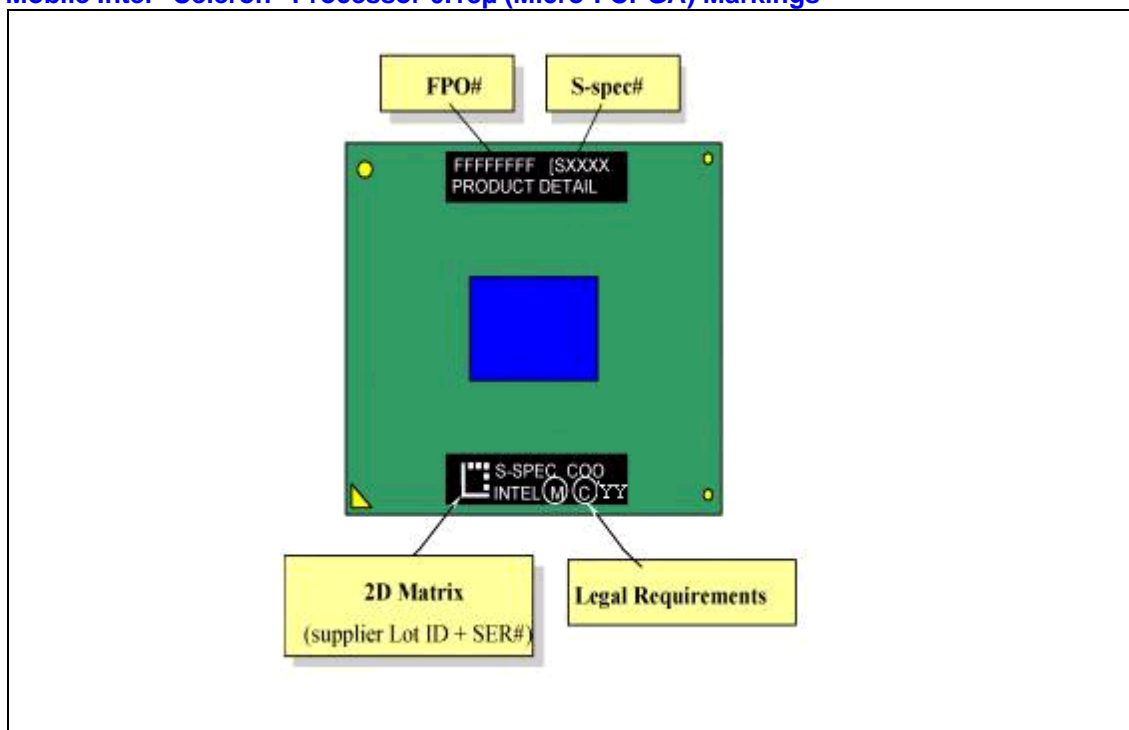 FPO#
S-spec#
FFFFFFFF [SXXXX
PRODUCT DETAIL
S-SPEC COO
INTEL M C YY
2D Matrix
(supplier Lot ID + SER#)
Legal Requirements